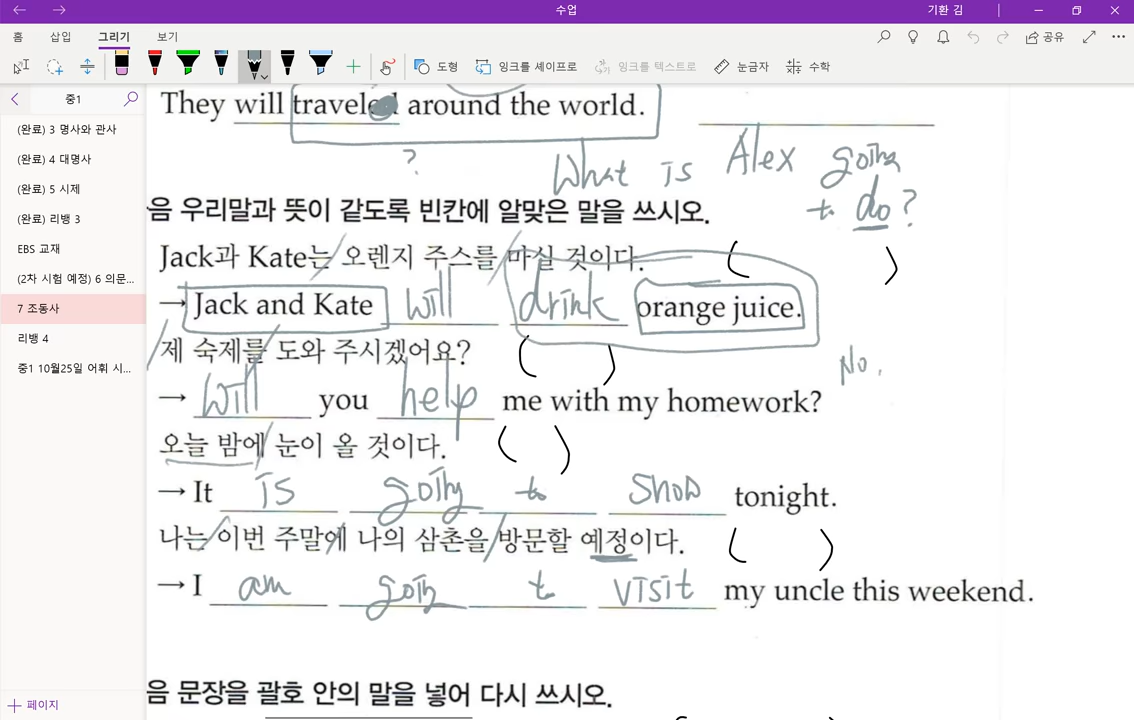 수업
기환 김
홈 삽입 그리기 보기
공유
도형 잉크를 셰이프로 잉크를 텍스트로 눈금자 수학
중1
(완료) 3 명사와 관사
(완료) 4 대명사
(완료) 5 시제
(완료) 리뱅 3
EBS 교재
(2차 시험 예정) 6 의문...
7 조동사
리뱅 4
중1 10월25일 어휘 시...
페이지
They will traveled around the world.
?
What is Alex going
to do?
음 우리말과 뜻이 같도록 빈칸에 알맞은 말을 쓰시오.
Jack과 Kate는 / 오렌지 주스를 / 마실 것이다. ( )
→ Jack and Kate will drink orange juice.
/ 제 숙제를 / 도와 주시겠어요? ( )
No.
→ will you help me with my homework?
오늘 밤에 / 눈이 올 것이다. ( )
→ It is going to snow tonight.
나는 / 이번 주말에 / 나의 삼촌을 / 방문할 예정이다. ( )
→ I am going to visit my uncle this weekend.
음 문장을 괄호 안의 말을 넣어 다시 쓰시오.